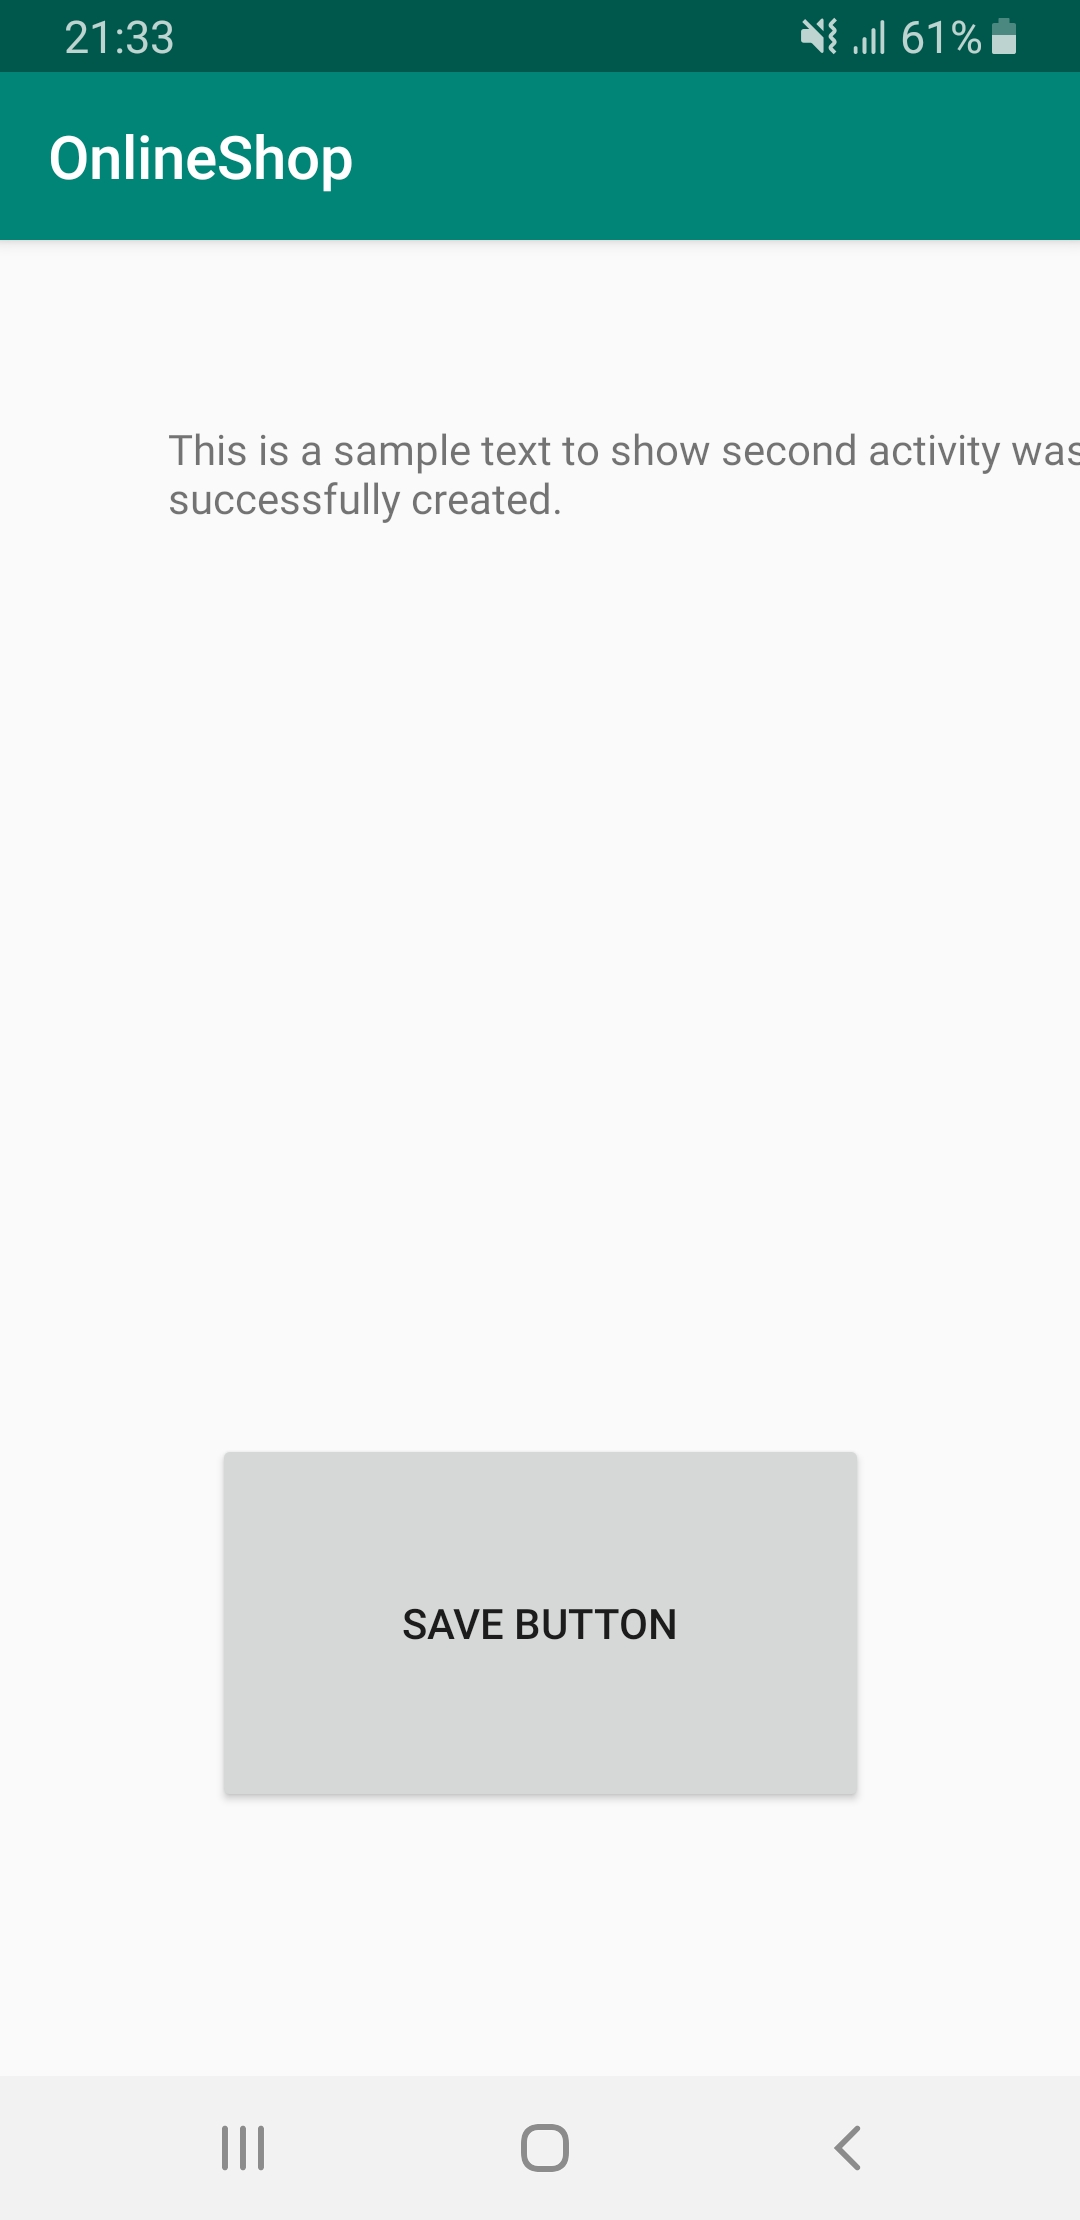 21:33 61%
OnlineShop
This is a sample text to show second activity was
successfully created.
SAVE BUTTON